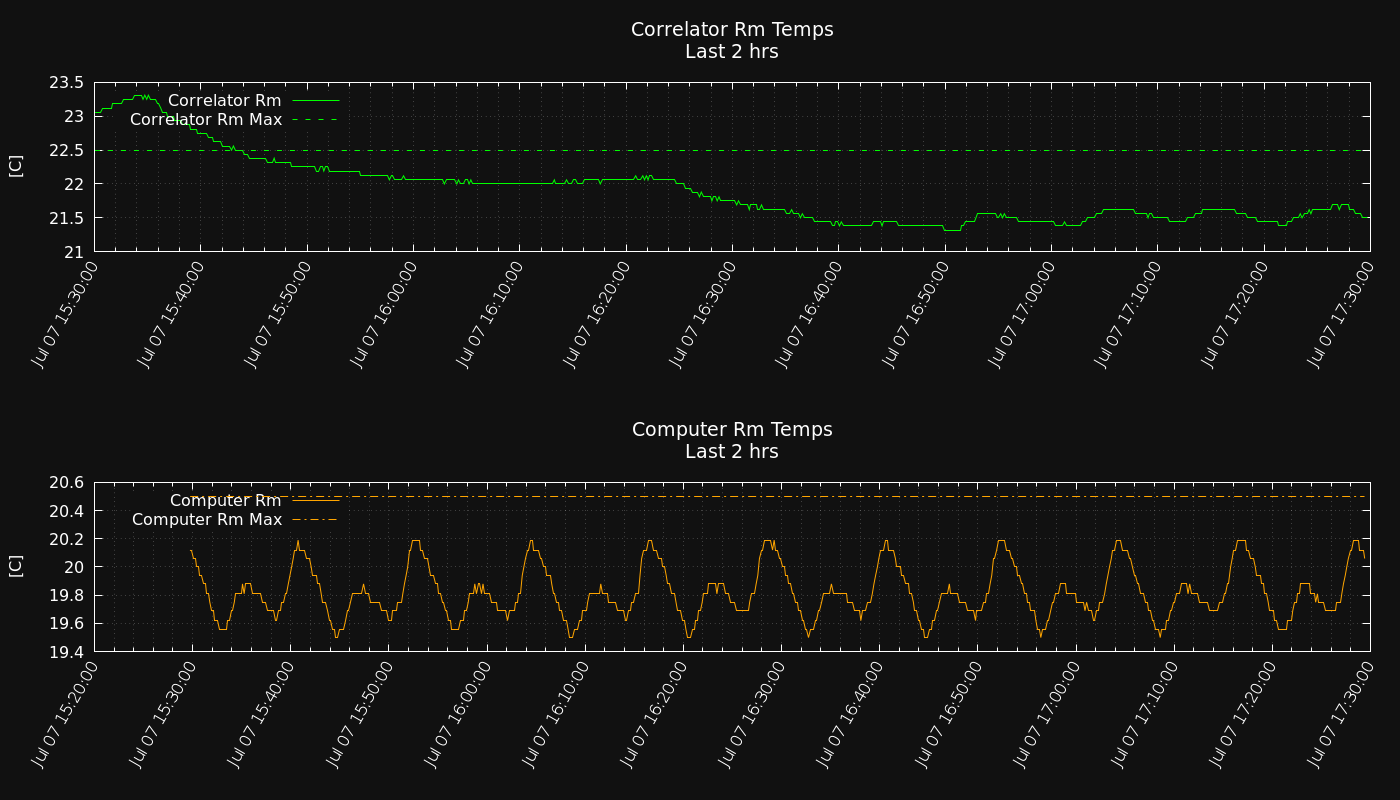 Correlator Rm Temps
Last 2 hrs
23.5
23
22.5
22
21.5
21
[C]
Correlator Rm
Correlator Rm Max
Jul 07 15:30:00
Jul 07 15:40:00
Jul 07 15:50:00
Jul 07 16:00:00
Jul 07 16:10:00
Jul 07 16:20:00
Jul 07 16:30:00
Jul 07 16:40:00
Jul 07 16:50:00
Jul 07 17:00:00
Jul 07 17:10:00
Jul 07 17:20:00
Jul 07 17:30:00
Computer Rm Temps
Last 2 hrs
20.6
20.4
20.2
20
19.8
19.6
19.4
[C]
Computer Rm
Computer Rm Max
Jul 07 15:20:00
Jul 07 15:30:00
Jul 07 15:40:00
Jul 07 15:50:00
Jul 07 16:00:00
Jul 07 16:10:00
Jul 07 16:20:00
Jul 07 16:30:00
Jul 07 16:40:00
Jul 07 16:50:00
Jul 07 17:00:00
Jul 07 17:10:00
Jul 07 17:20:00
Jul 07 17:30:00